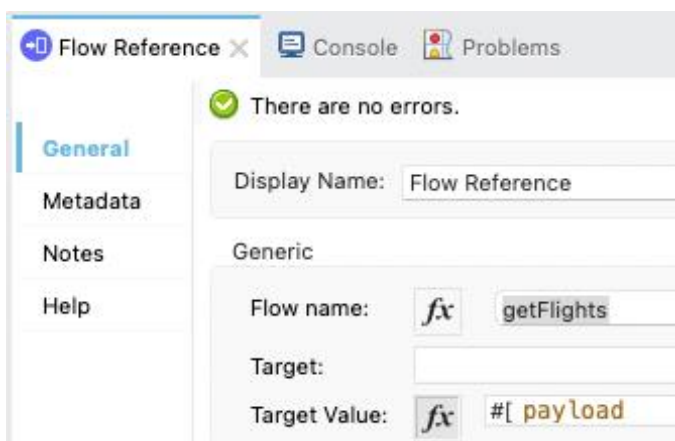 Flow Reference Console Problems
There are no errors.
General
Display Name: Flow Reference
Metadata
Notes
Generic
Help
Flow name: fx getFlights
Target:
Target Value: fx #[ payload